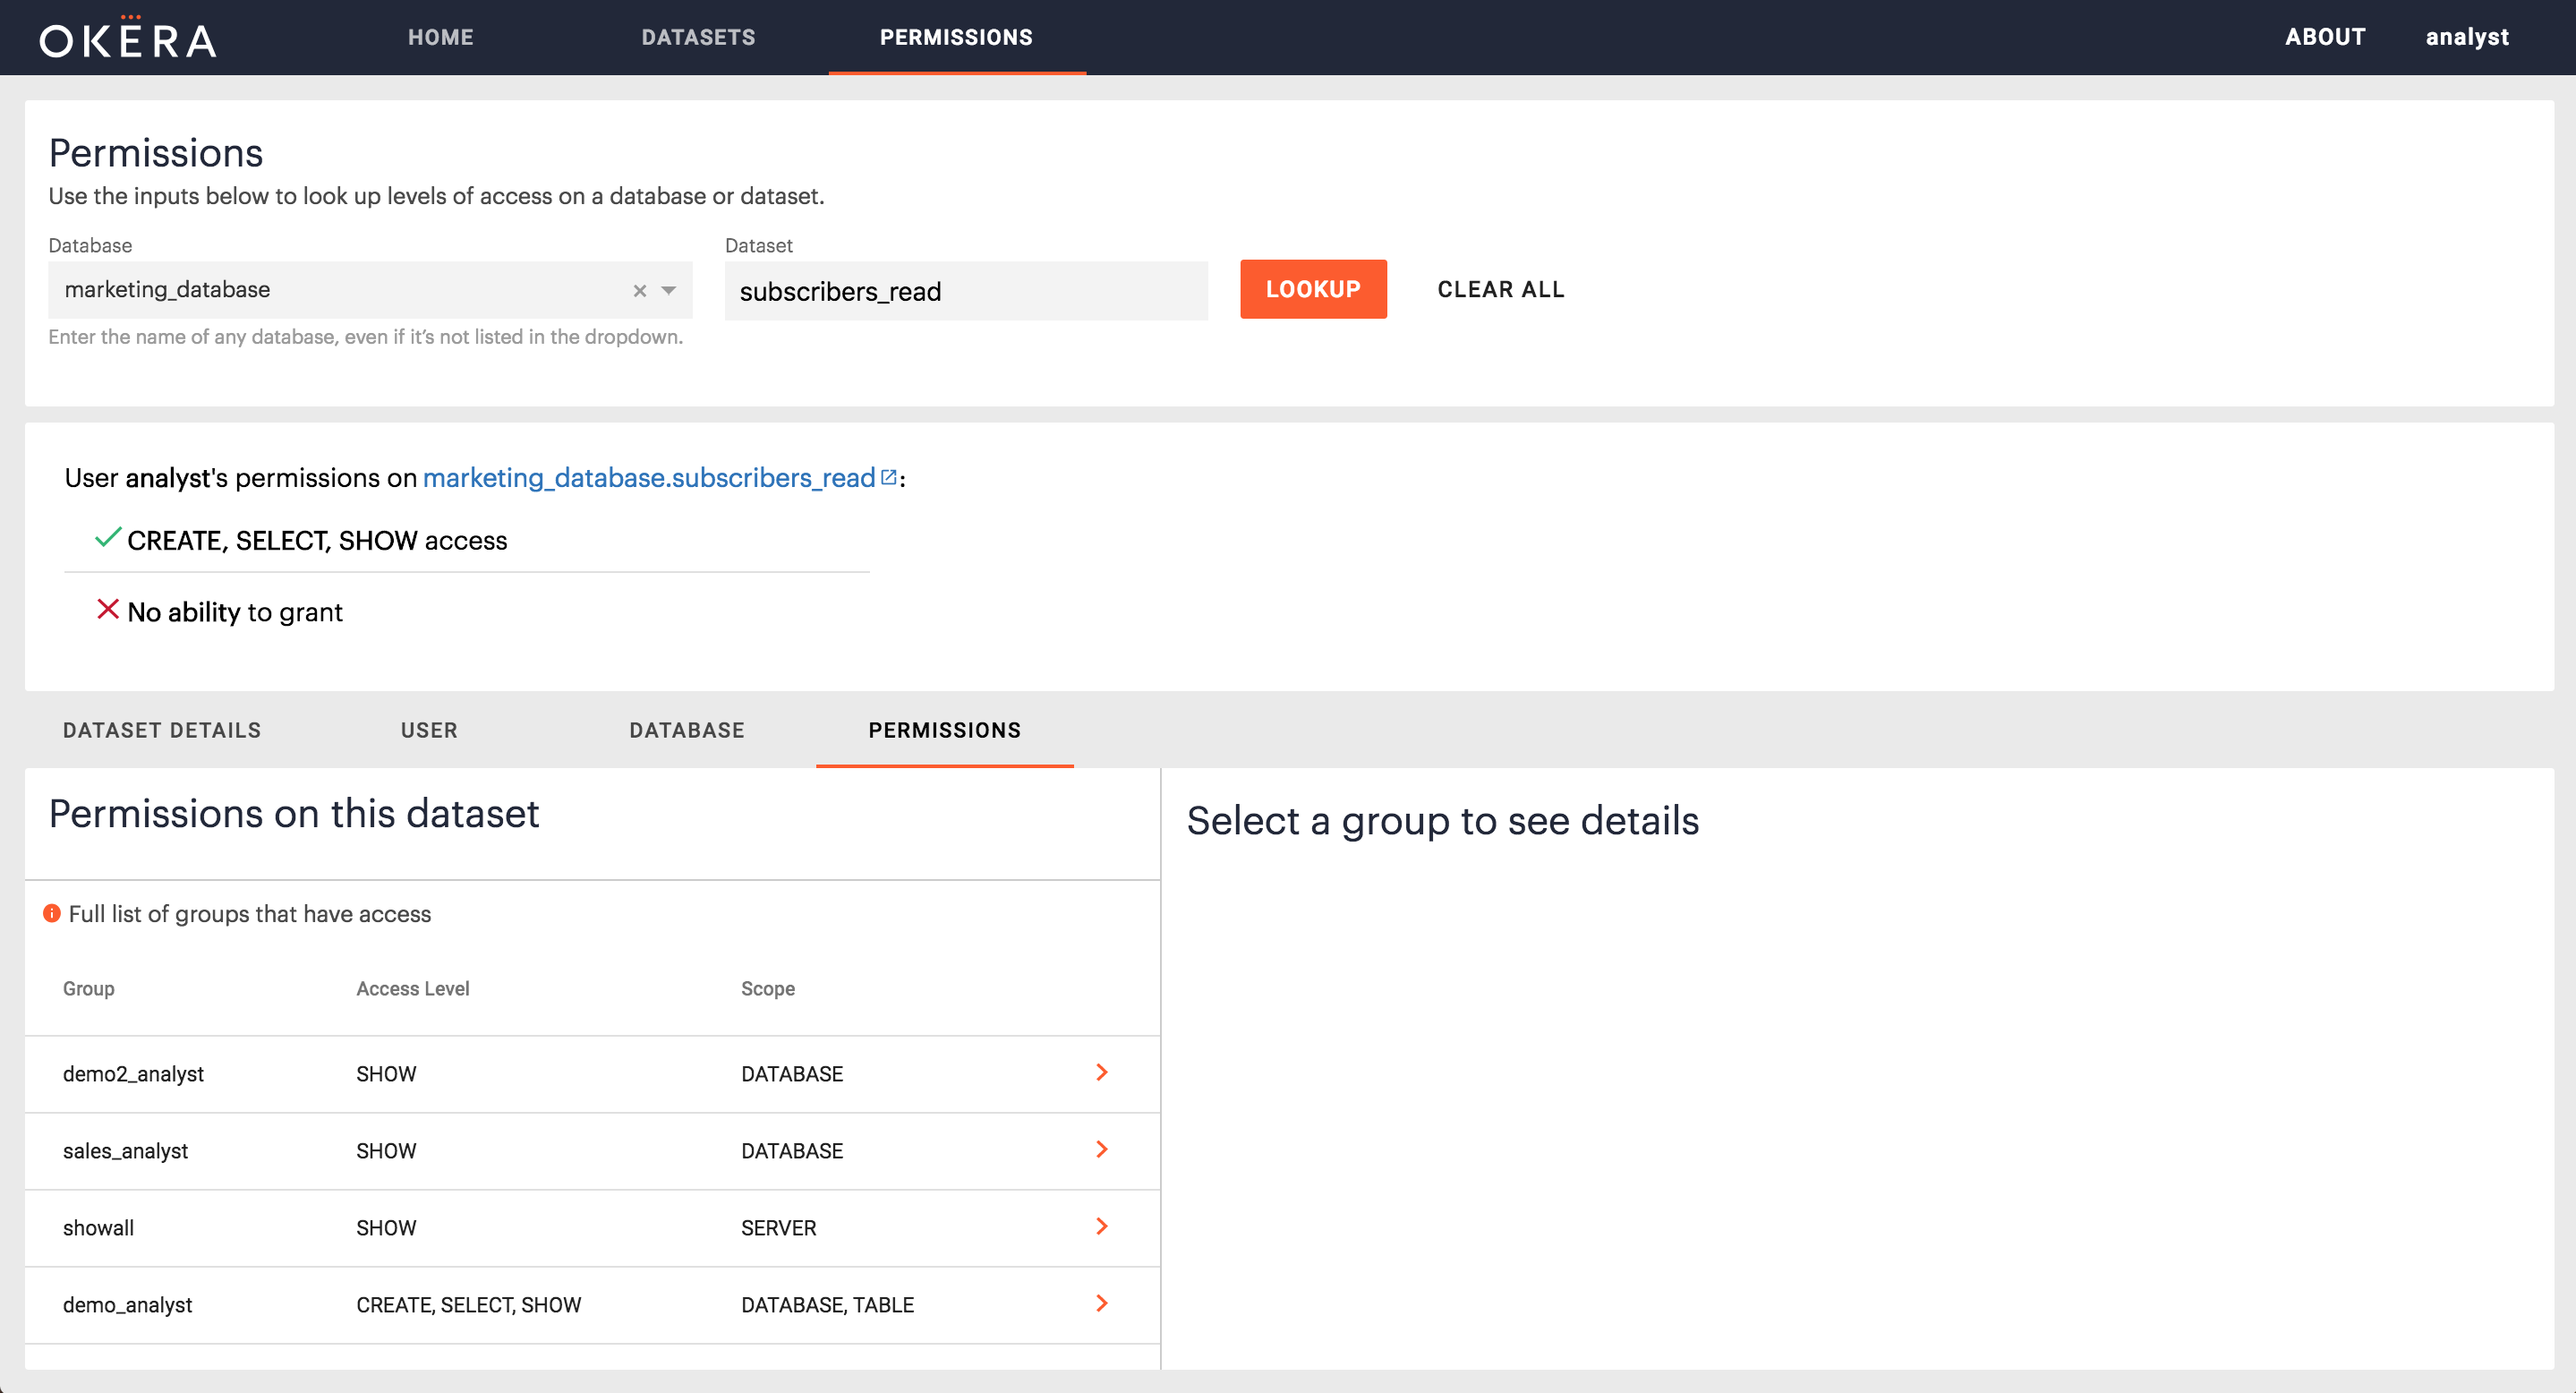 OKERA HOME DATASETS PERMISSIONS ABOUT analyst
Permissions
Use the inputs below to look up levels of access on a database or dataset.
Database Dataset
marketing_database × subscribers_read LOOKUP CLEAR ALL
Enter the name of any database, even if it’s not listed in the dropdown.
User analyst's permissions on marketing_database.subscribers_read :
CREATE, SELECT, SHOW access
No ability to grant
DATASET DETAILS USER DATABASE PERMISSIONS
Permissions on this dataset
Select a group to see details
Full list of groups that have access
Group Access Level Scope
demo2_analyst SHOW DATABASE
sales_analyst SHOW DATABASE
showall SHOW SERVER
demo_analyst CREATE, SELECT, SHOW DATABASE, TABLE